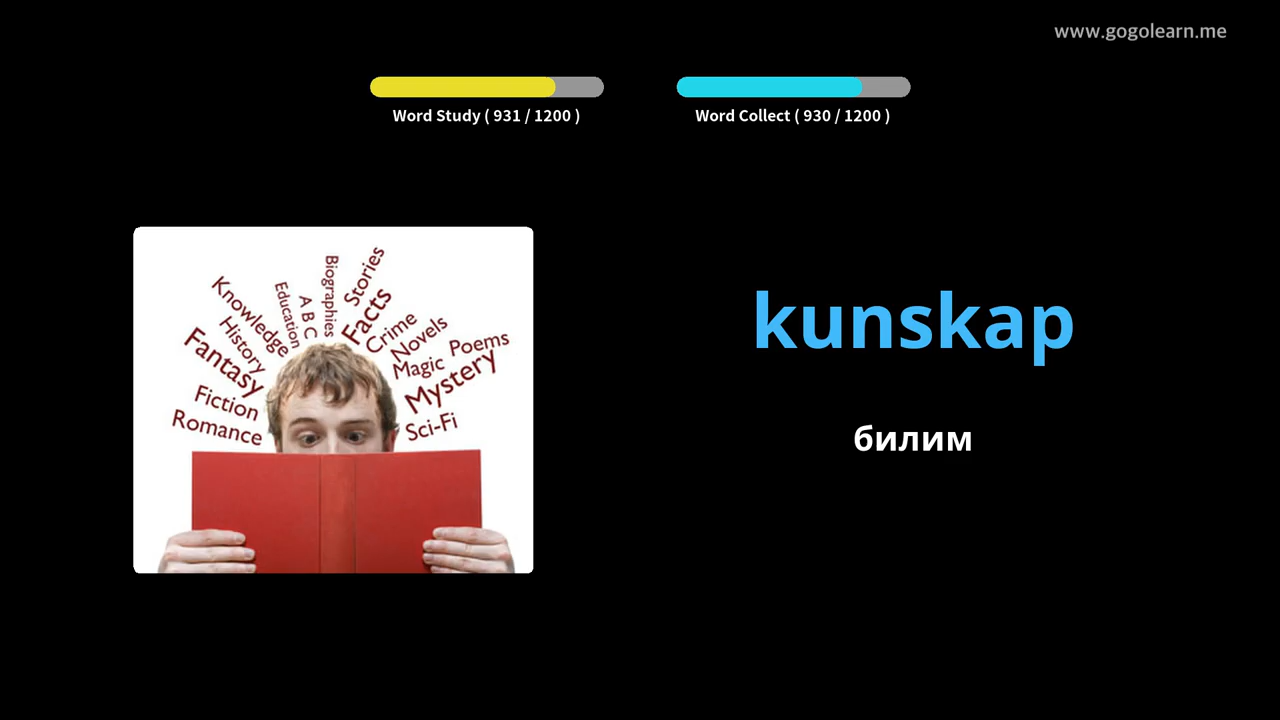 www.gogolearn.me
Word Study ( 931 / 1200 )
Word Collect ( 930 / 1200 )
Knowledge
Education
A B C
Biographies
Stories
Facts
Crime
Novels
Poems
Magic
Mystery
Sci-Fi
History
Fantasy
Fiction
Romance
kunskap
билим